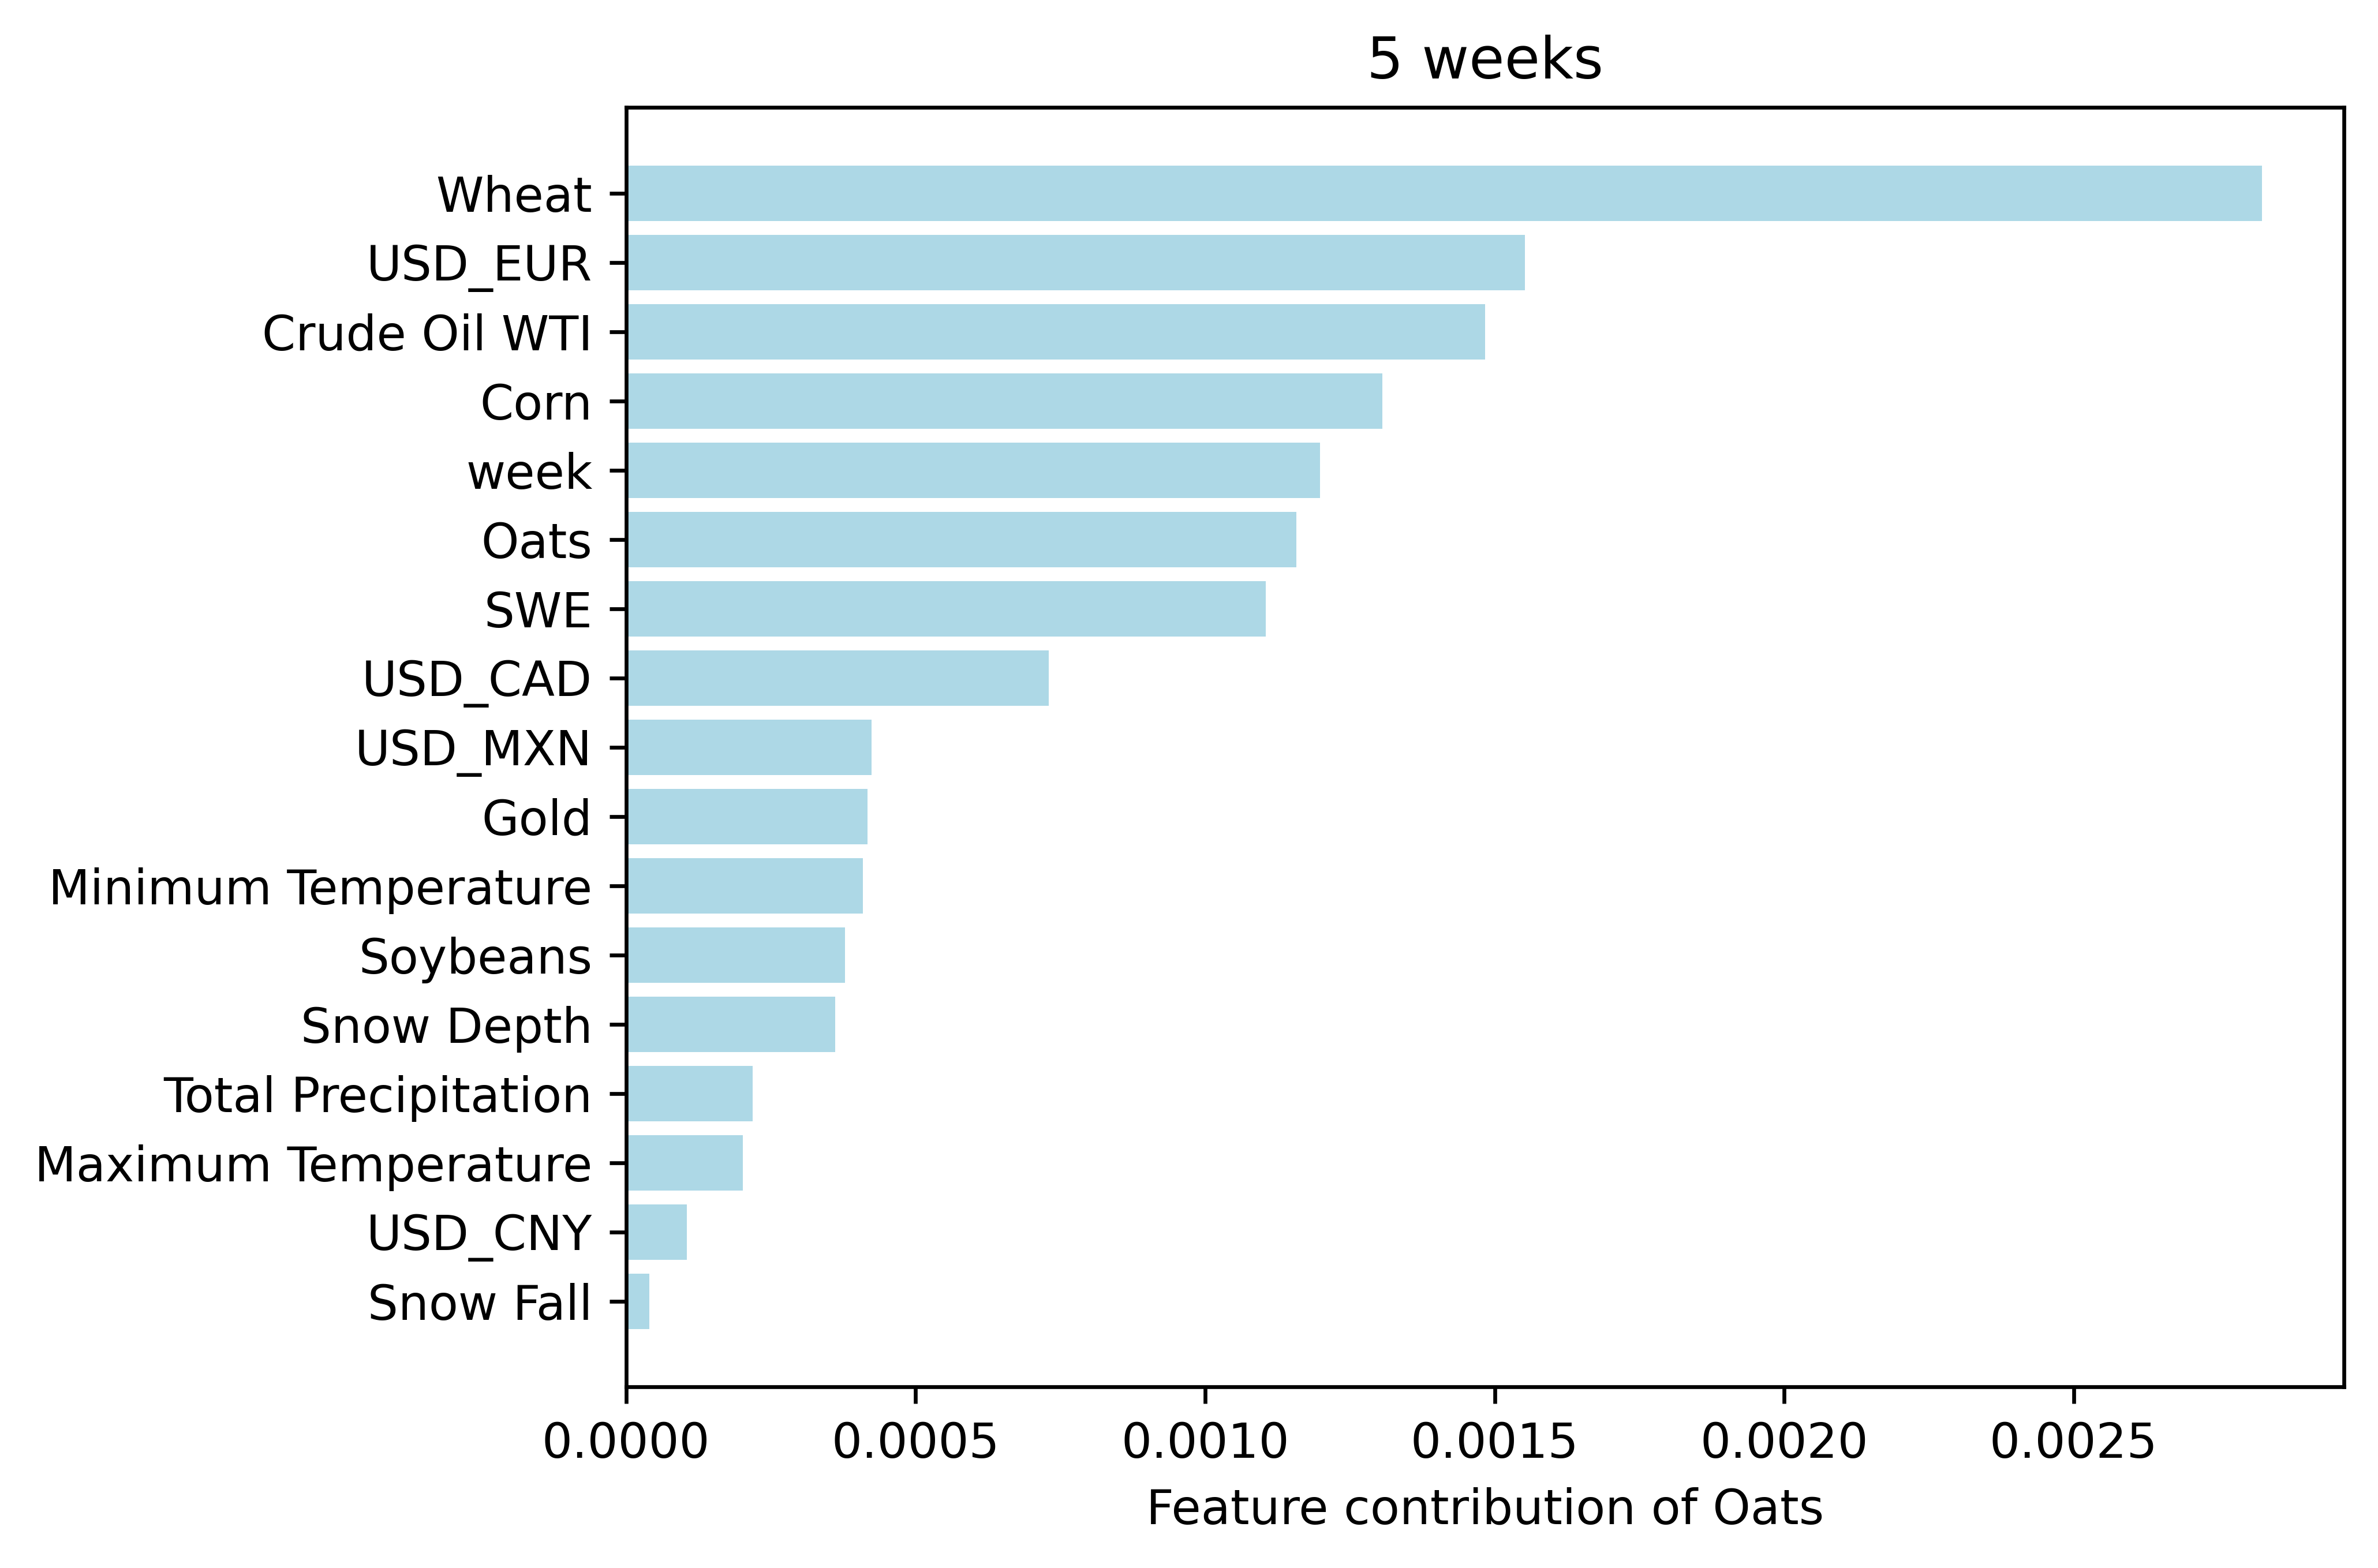 5 weeks
Wheat
USD_EUR
Crude Oil WTI
Corn
week
Oats
SWE
USD_CAD
USD_MXN
Gold
Minimum Temperature
Soybeans
Snow Depth
Total Precipitation
Maximum Temperature
USD_CNY
Snow Fall
0.0000 0.0005 0.0010 0.0015 0.0020 0.0025
Feature contribution of Oats